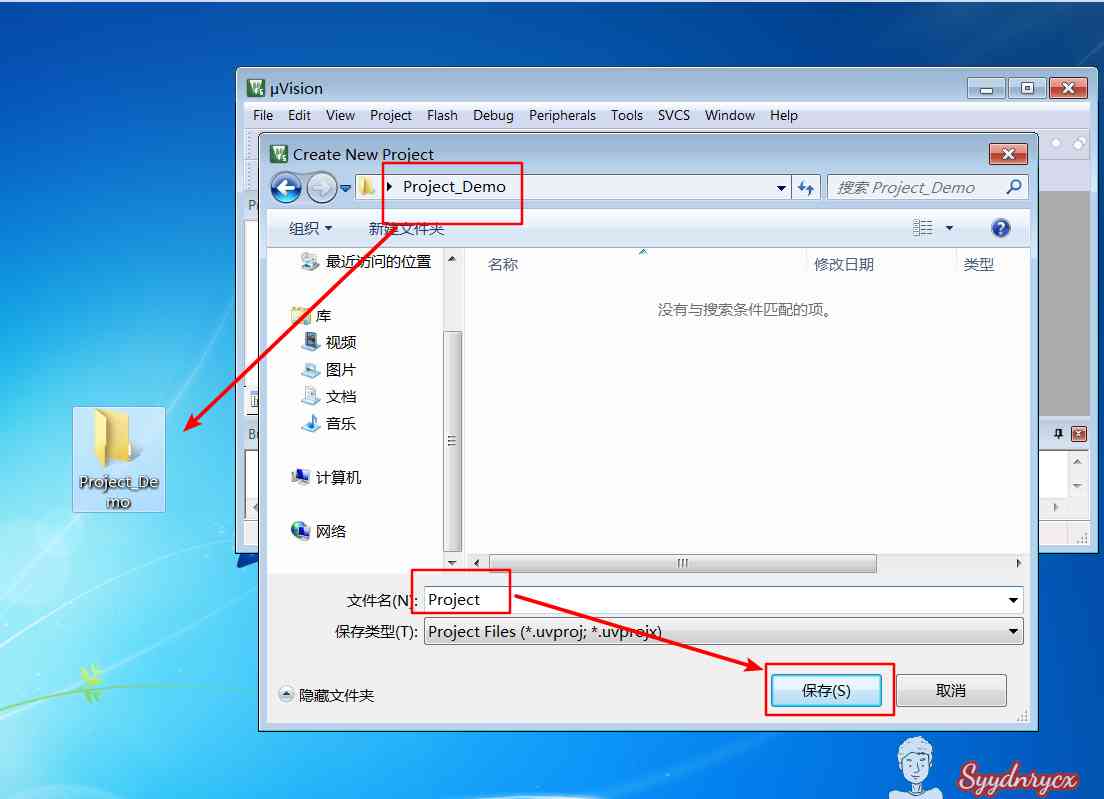 µVision
File Edit View Project Flash Debug Peripherals Tools SVCS Window Help
Create New Project
Project_Demo
搜索 Project_Demo
组织 新建文件夹
最近访问的位置
名称 修改日期 类型
没有与搜索条件匹配的项。
库
视频
图片
文档
音乐
计算机
网络
Project_De
mo
文件名(N): Project
保存类型(T): Project Files (*.uvproj; *.uvprojx)
隐藏文件夹
保存(S) 取消
Syydnrycx